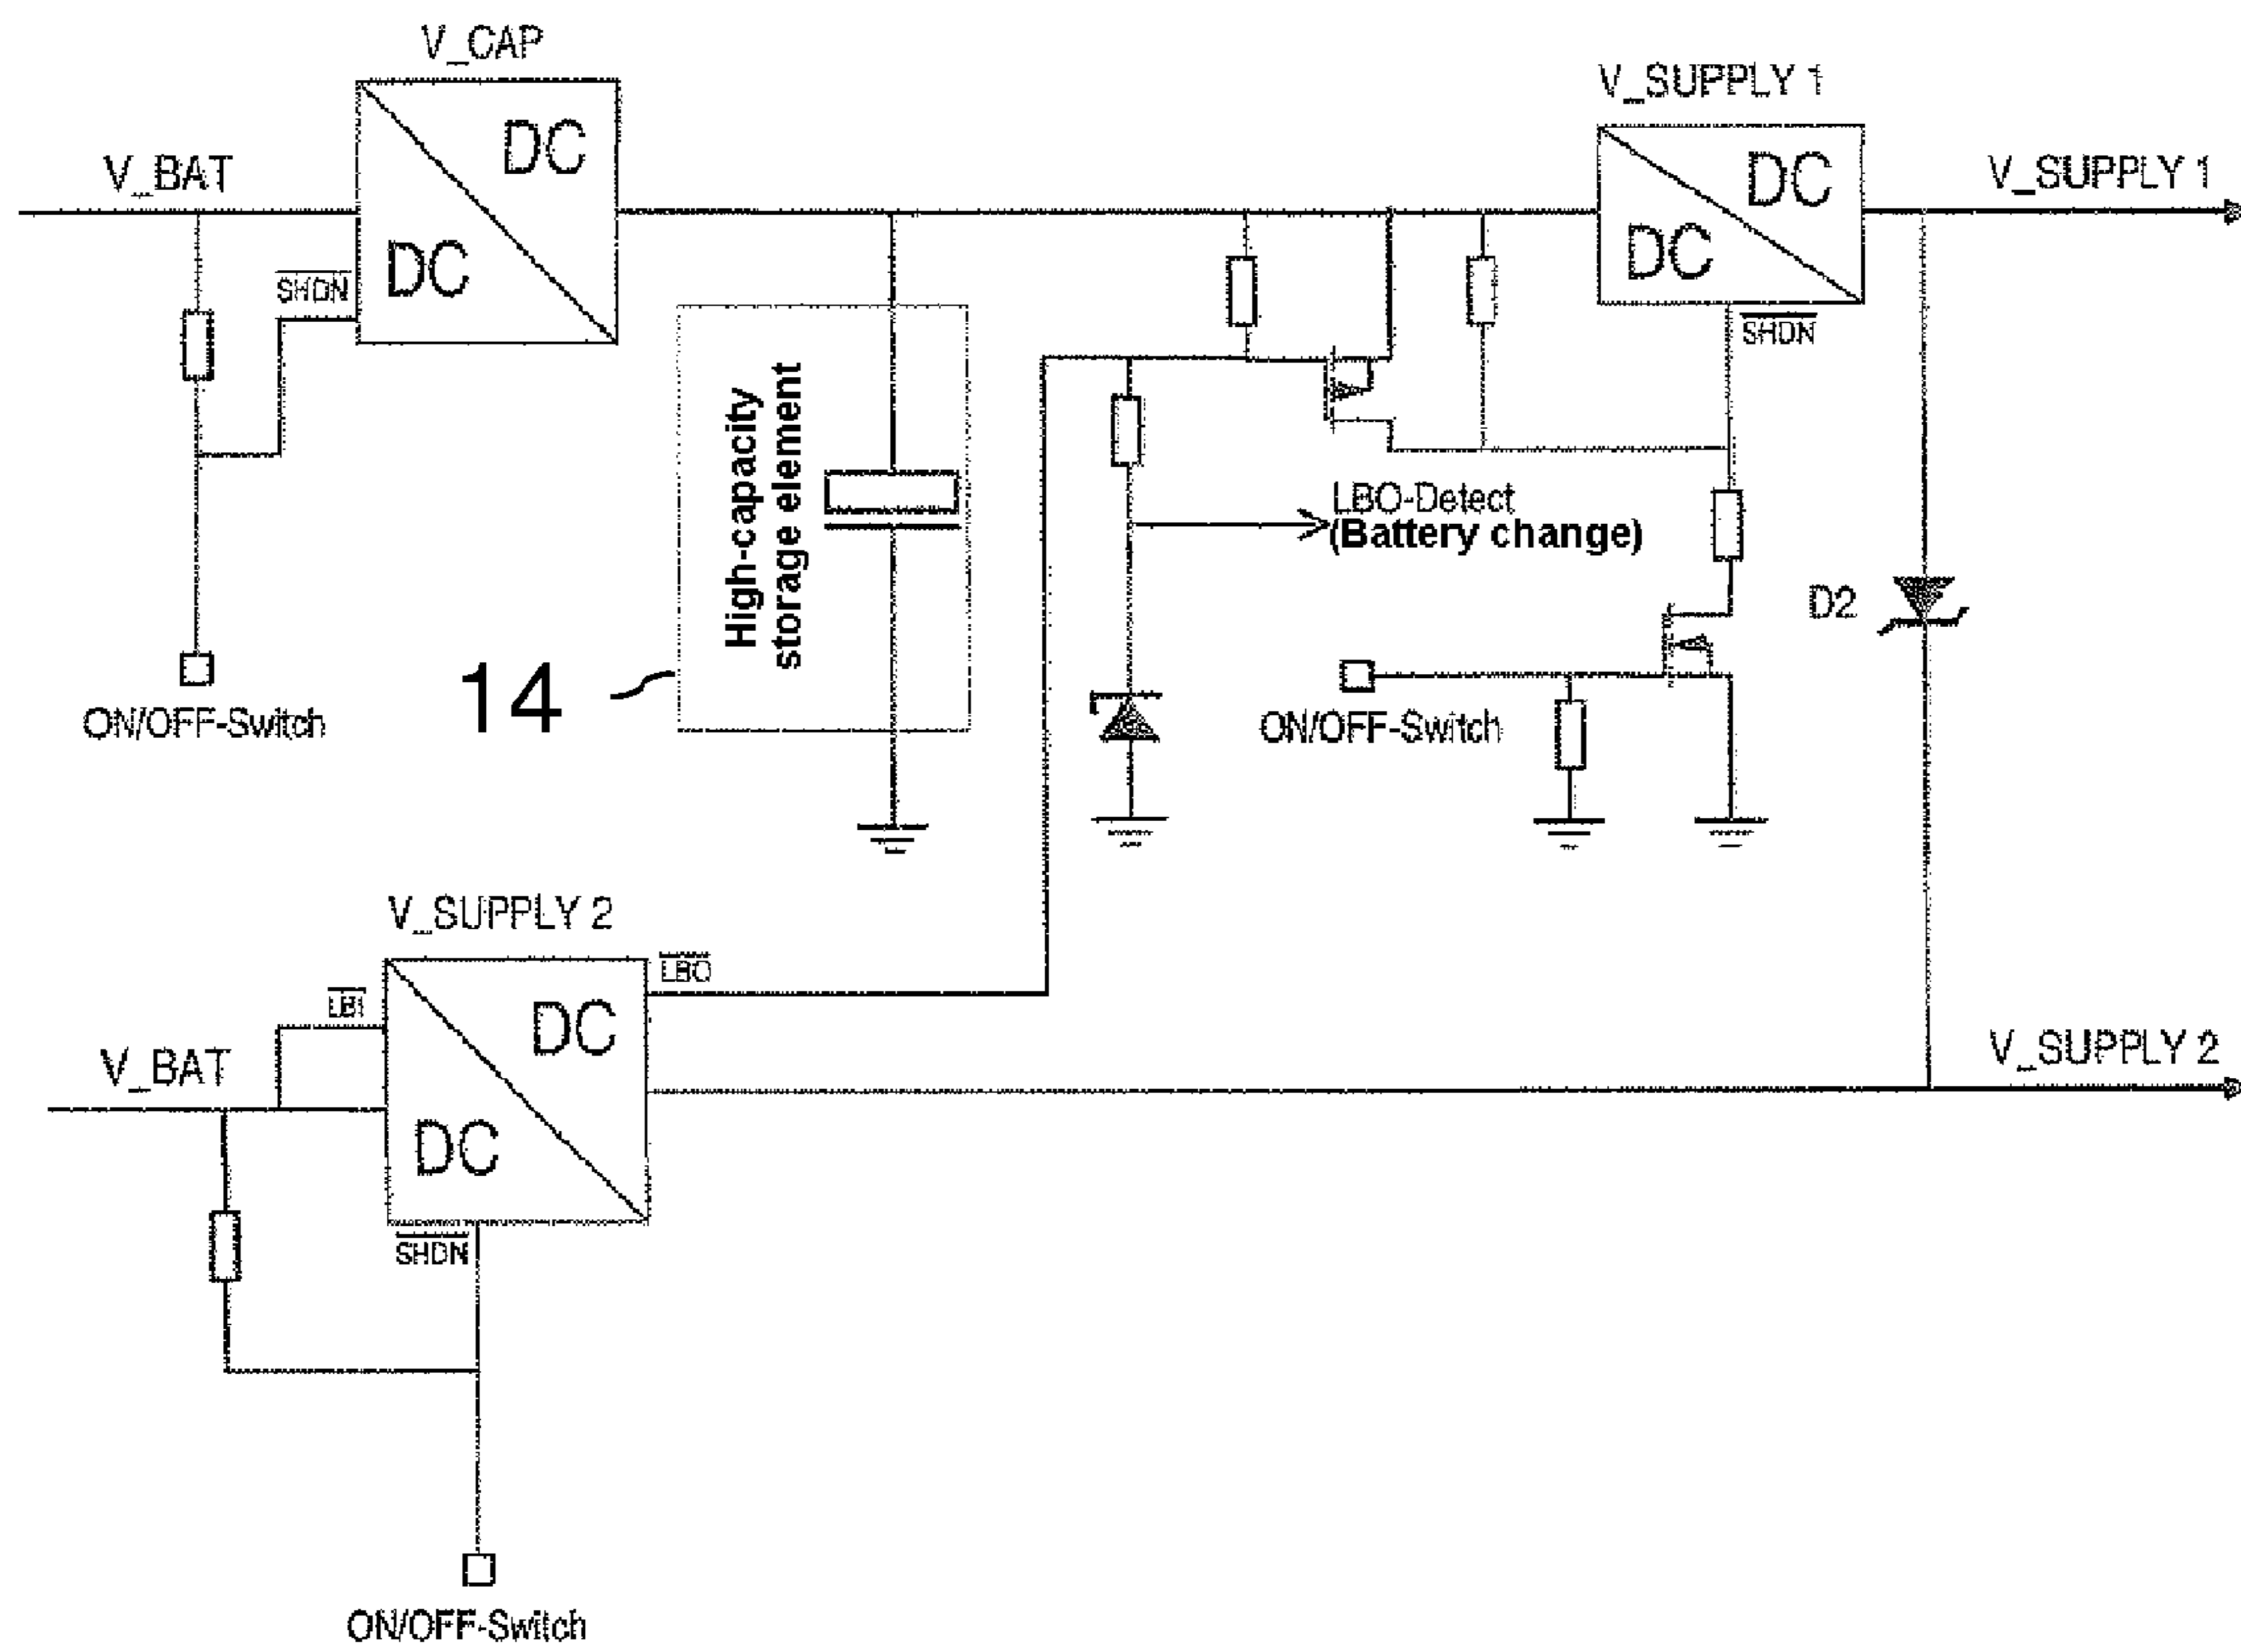 V_CAP
DC
DC
V_BAT
SHDN
ON/OFF-Switch
High-capacity
storage element
14
V_SUPPLY 1
DC
DC
SHDN
V_SUPPLY 1
LBO-Detect
(Battery change)
D2
ON/OFF-Switch
V_SUPPLY 2
DC
DC
LBI
LBO
V_BAT
SHDN
V_SUPPLY 2
ON/OFF-Switch